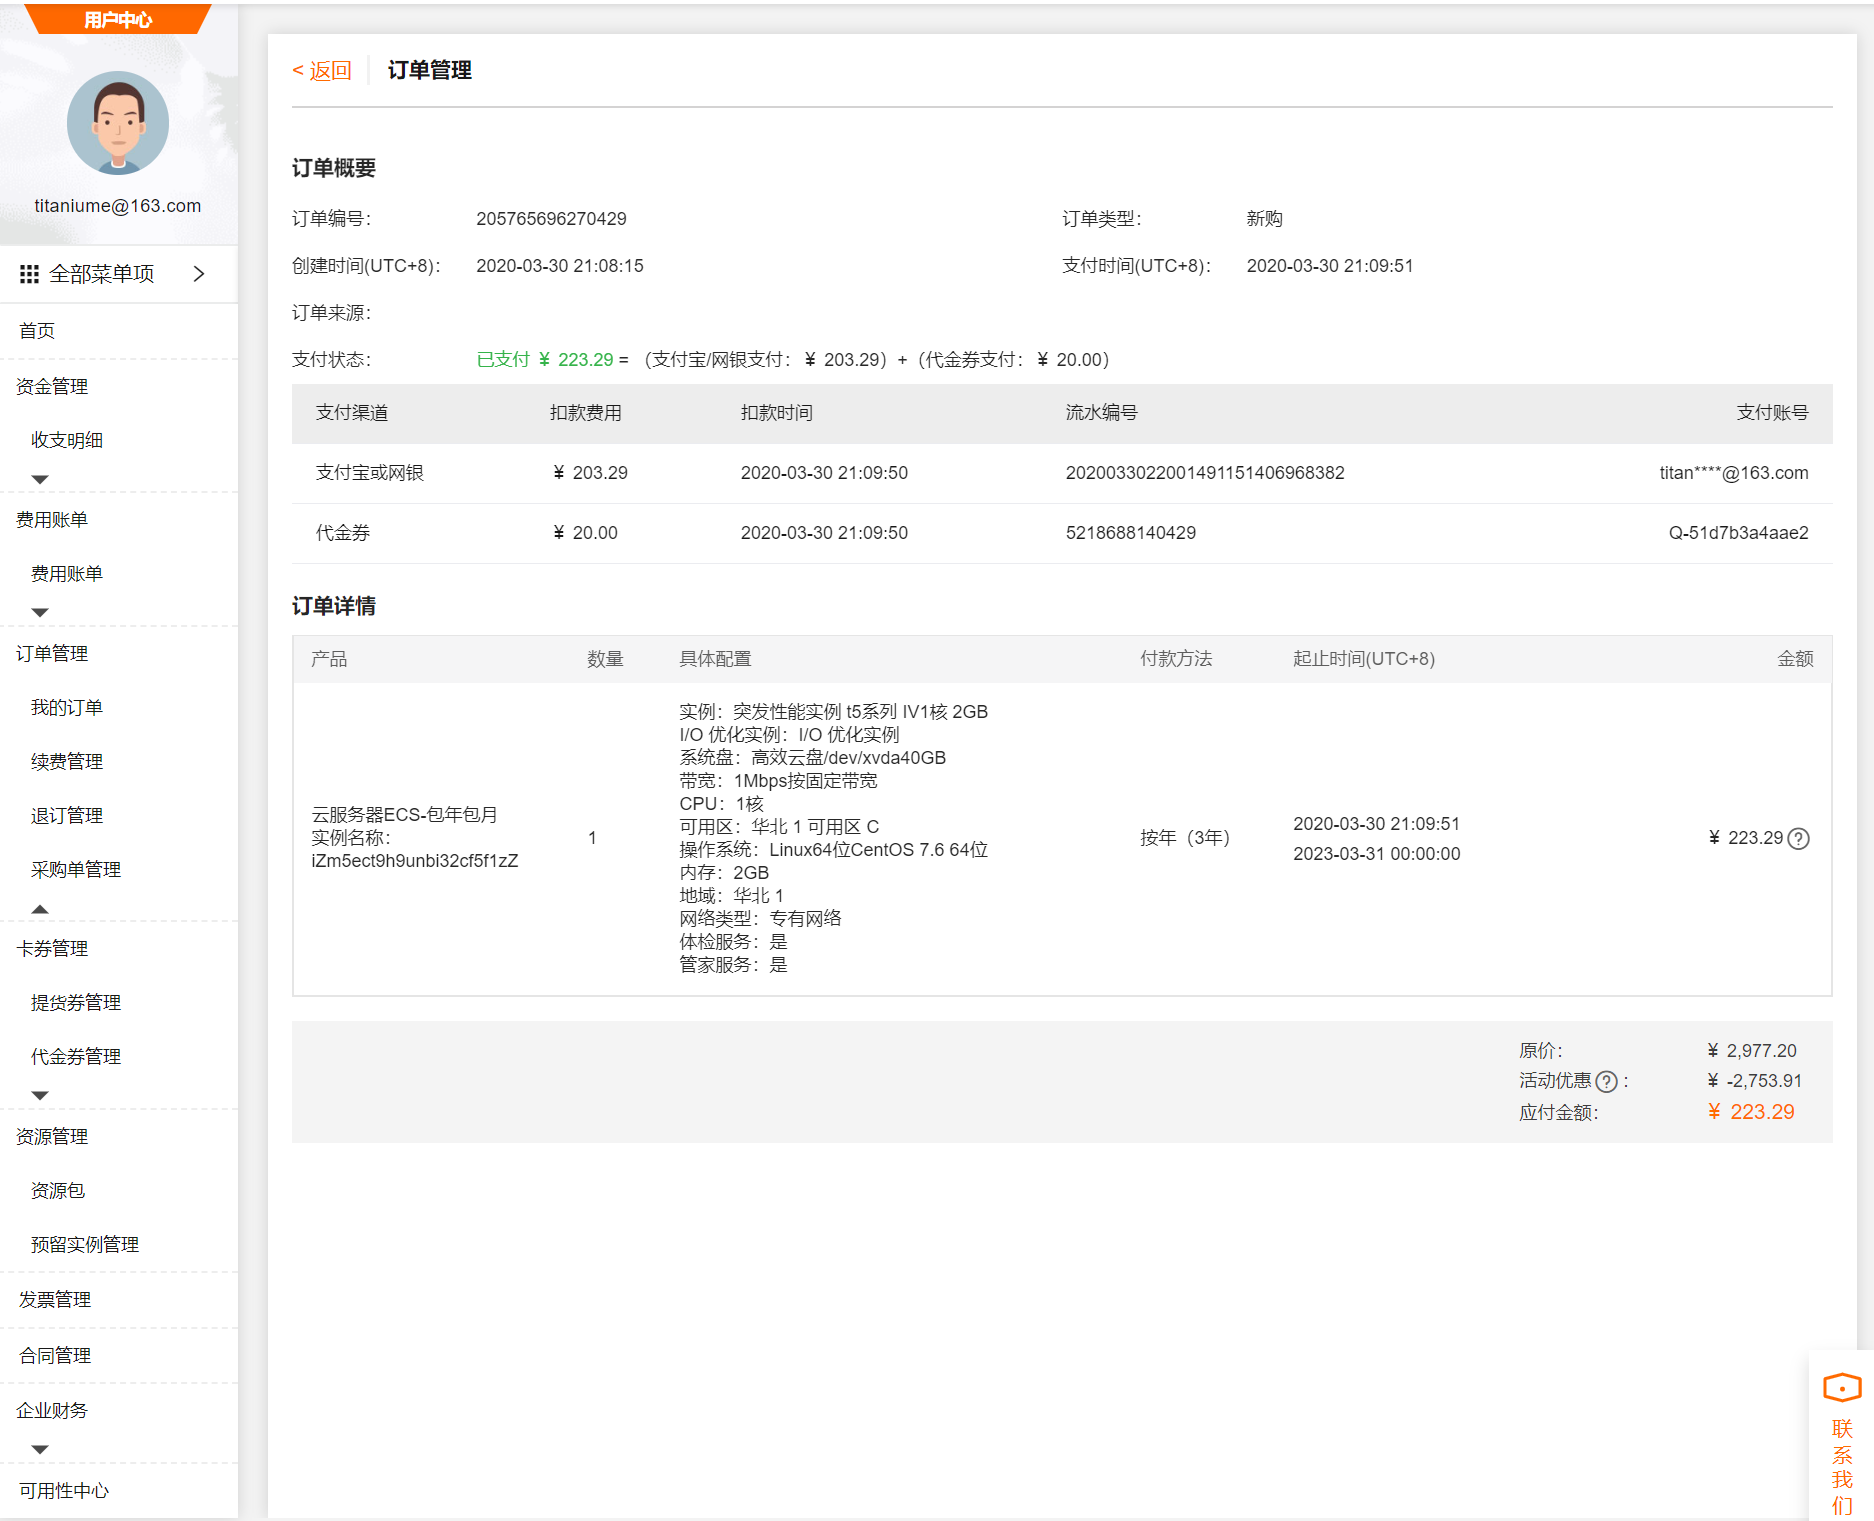 用户中心
titaniume@163.com
全部菜单项
首页
资金管理
收支明细
费用账单
费用账单
订单管理
我的订单
续费管理
退订管理
采购单管理
卡券管理
提货券管理
代金券管理
资源管理
资源包
预留实例管理
发票管理
合同管理
企业财务
可用性中心
< 返回 订单管理
订单概要
订单编号： 205765696270429 订单类型： 新购
创建时间(UTC+8)： 2020-03-30 21:08:15 支付时间(UTC+8)： 2020-03-30 21:09:51
订单来源：
支付状态： 已支付 ¥ 223.29 = （支付宝/网银支付：¥ 203.29）+（代金券支付：¥ 20.00）
支付渠道 扣款费用 扣款时间 流水编号 支付账号
支付宝或网银 ¥ 203.29 2020-03-30 21:09:50 2020033022001491151406968382 titan****@163.com
代金券 ¥ 20.00 2020-03-30 21:09:50 5218688140429 Q-51d7b3a4aae2
订单详情
产品 数量 具体配置 付款方法 起止时间(UTC+8) 金额
云服务器ECS-包年包月
实例名称：
iZm5ect9h9unbi32cf5f1zZ
1
实例：突发性能实例 t5系列 IV1核 2GB
I/O 优化实例：I/O 优化实例
系统盘：高效云盘/dev/xvda40GB
带宽：1Mbps按固定带宽
CPU：1核
可用区：华北 1 可用区 C
操作系统：Linux64位CentOS 7.6 64位
内存：2GB
地域：华北 1
网络类型：专有网络
体检服务：是
管家服务：是
按年（3年）
2020-03-30 21:09:51
2023-03-31 00:00:00
¥ 223.29 ?
原价： ¥ 2,977.20
活动优惠 ? ： ¥ -2,753.91
应付金额： ¥ 223.29
联
系
我
们